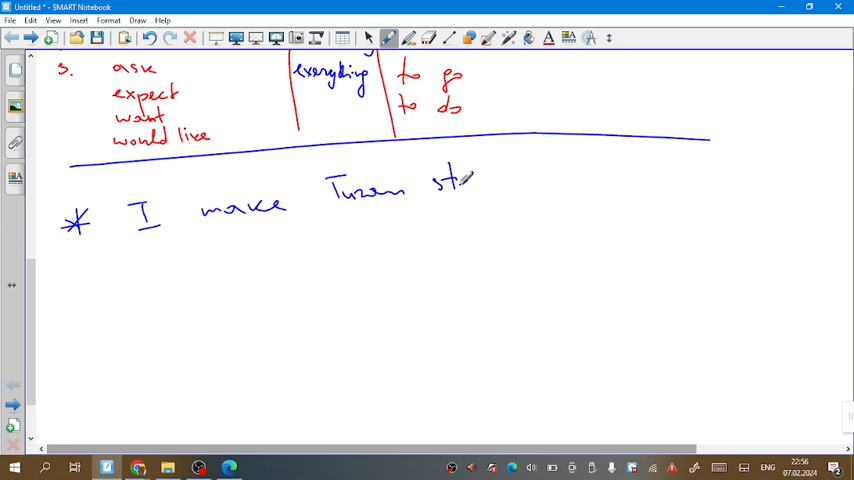 Untitled * - SMART Notebook
File Edit View Insert Format Draw Help
3. ask everything to go
expect to do
want
would like
* I make Turan st
ENG 22:56
07.02.2024
2